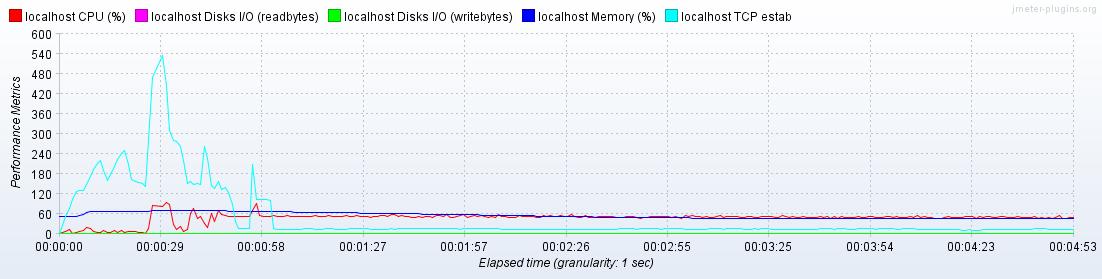 jmeter-plugins.org
localhost CPU (%) localhost Disks I/O (readbytes) localhost Disks I/O (writebytes) localhost Memory (%) localhost TCP estab
Performance Metrics
600
540
480
420
360
300
240
180
120
60
0
00:00:00 00:00:29 00:00:58 00:01:27 00:01:57 00:02:26 00:02:55 00:03:25 00:03:54 00:04:23 00:04:53
Elapsed time (granularity: 1 sec)